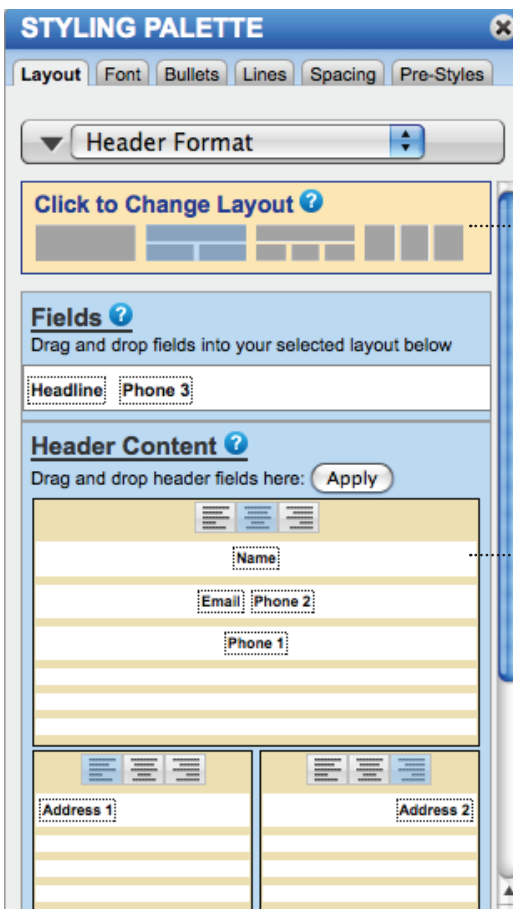 STYLING PALETTE
Layout Font Bullets Lines Spacing Pre-Styles
Header Format
Click to Change Layout ?
Fields ?
Drag and drop fields into your selected layout below
Headline Phone 3
Header Content ?
Drag and drop header fields here: Apply
Name
Email Phone 2
Phone 1
Address 1 Address 2